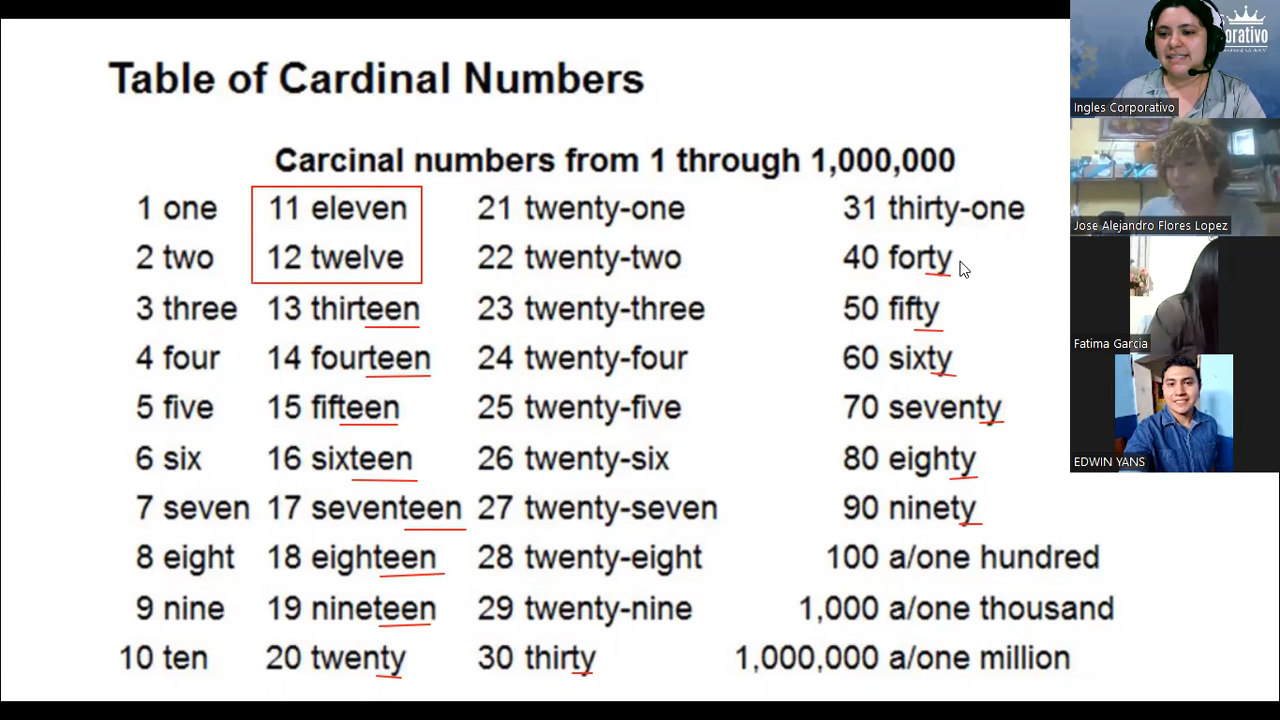 Table of Cardinal Numbers
Carcinal numbers from 1 through 1,000,000
1 one 11 eleven 21 twenty-one 31 thirty-one
2 two 12 twelve 22 twenty-two 40 forty
3 three 13 thirteen 23 twenty-three 50 fifty
4 four 14 fourteen 24 twenty-four 60 sixty
5 five 15 fifteen 25 twenty-five 70 seventy
6 six 16 sixteen 26 twenty-six 80 eighty
7 seven 17 seventeen 27 twenty-seven 90 ninety
8 eight 18 eighteen 28 twenty-eight 100 a/one hundred
9 nine 19 nineteen 29 twenty-nine 1,000 a/one thousand
10 ten 20 twenty 30 thirty 1,000,000 a/one million
orativo
Ingles Corporativo
Jose Alejandro Flores Lopez
Fatima García
EDWIN YANS